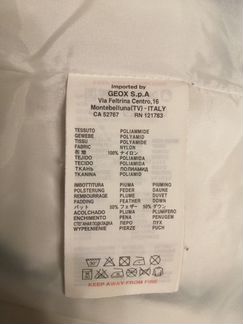 Imported by
GEOX S.p.A
Via Feltrina Centro,16
Montebelluna(TV) - ITALY
CA 52767 RN 121783
TESSUTO POLIAMMIDE
GEWEBE POLYAMID
TISSU POLYAMIDE
FABRIC NYLON
布地 100% ナイロン
TEJIDO POLIAMIDA
TECIDO POLIAMIDA
ТКАНЬ ПОЛИАМИД
TKANINA POLIAMID
IMBOTTITURA PIUMA PIUMINO
POLSTERUNG FEDER DAUNE
REMBOURRAGE PLUME DUVET
PADDING FEATHER DOWN
パット 50% フェザー 50% ダウン
ACOLCHADO PLUMA PLUMIFERO
ENCHIMENTO PENA PENUGEM
ПЕРО ПУХ
WYPEŁNIENIE PIERZE PUCH
KEEP AWAY FROM FIRE